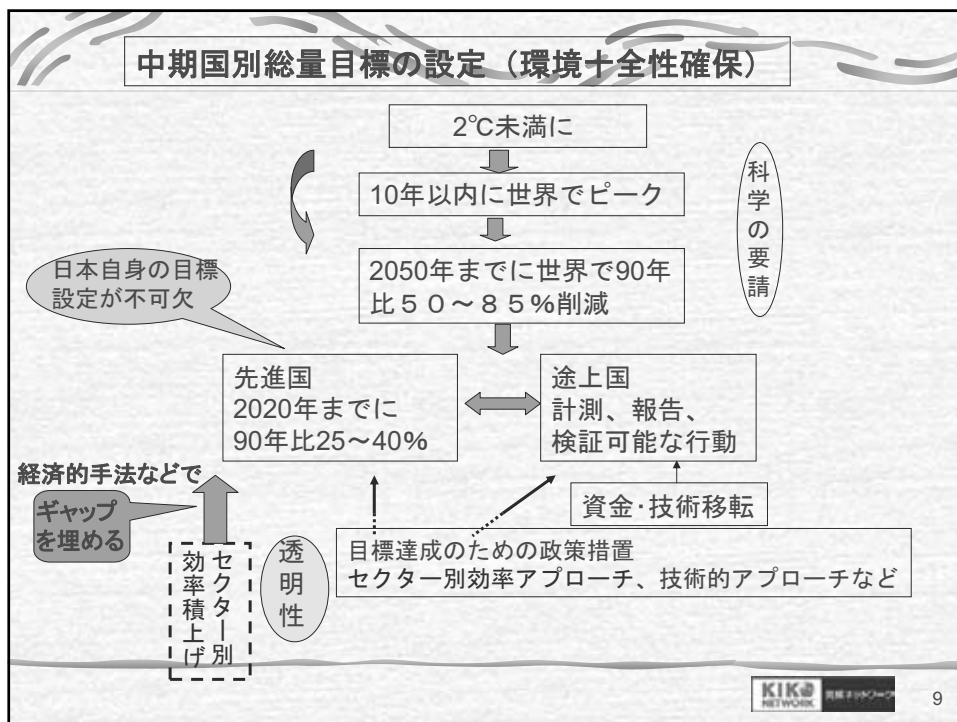 中期国別総量目標の設定（環境十全性確保）
2℃未満に
10年以内に世界でピーク
科学の要請
2050年までに世界で90年
比５０～８５%削減
日本自身の目標
設定が不可欠
先進国
2020年までに
90年比25～40%
途上国
計測、報告、
検証可能な行動
経済的手法などで
ギャップ
を埋める
資金・技術移転
セクター別
効率積上げ
透明性
目標達成のための政策措置
セクター別効率アプローチ、技術的アプローチなど
KIKO
NETWORK
気候ネットワーク
9